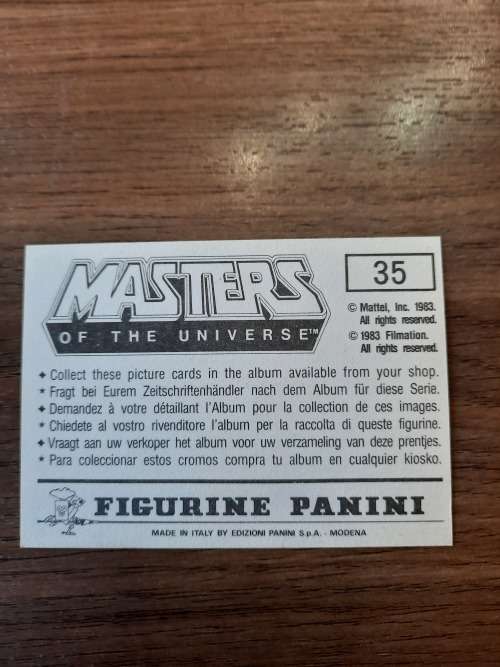 MASTERS
OF THE UNIVERSE™
35
© Mattel, Inc. 1983.
All rights reserved.
© 1983 Filmation.
All rights reserved.
✦ Collect these picture cards in the album available from your shop.
★ Fragt bei Eurem Zeitschriftenhändler nach dem Album für diese Serie.
✦ Demandez à votre détaillant l'Album pour la collection de ces images.
★ Chiedete al vostro rivenditore l'album per la raccolta di queste figurine.
✦ Vraagt aan uw verkoper het album voor uw verzameling van deze prentjes.
★ Para coleccionar estos cromos compra tu album en cualquier kiosko.
FIGURINE PANINI
MADE IN ITALY BY EDIZIONI PANINI S.p.A. - MODENA